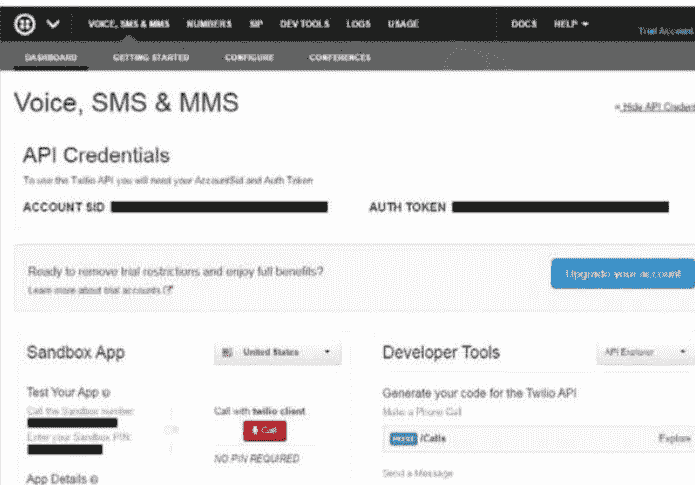 VOICE, SMS & MMS NUMBERS SIP DEV TOOLS LOGS USAGE DOCS HELP Trial Account
DASHBOARD GETTING STARTED CONFIGURE CONFERENCES
Voice, SMS & MMS
Hide API Creden
API Credentials
To use the Twilio API you will need your AccountSid and Auth Token
ACCOUNT SID AUTH TOKEN
Ready to remove trial restrictions and enjoy full benefits?
Upgrade your account
Learn more about trial accounts
Sandbox App United States
Developer Tools API Explorer
Test Your App
Call the Sandbox number:
Enter your Sandbox PIN:
OR
Call with twilio client
Call
NO PIN REQUIRED
App Details
Generate your code for the Twilio API
Make a Phone Call
POST /Calls Explore
Send a Message